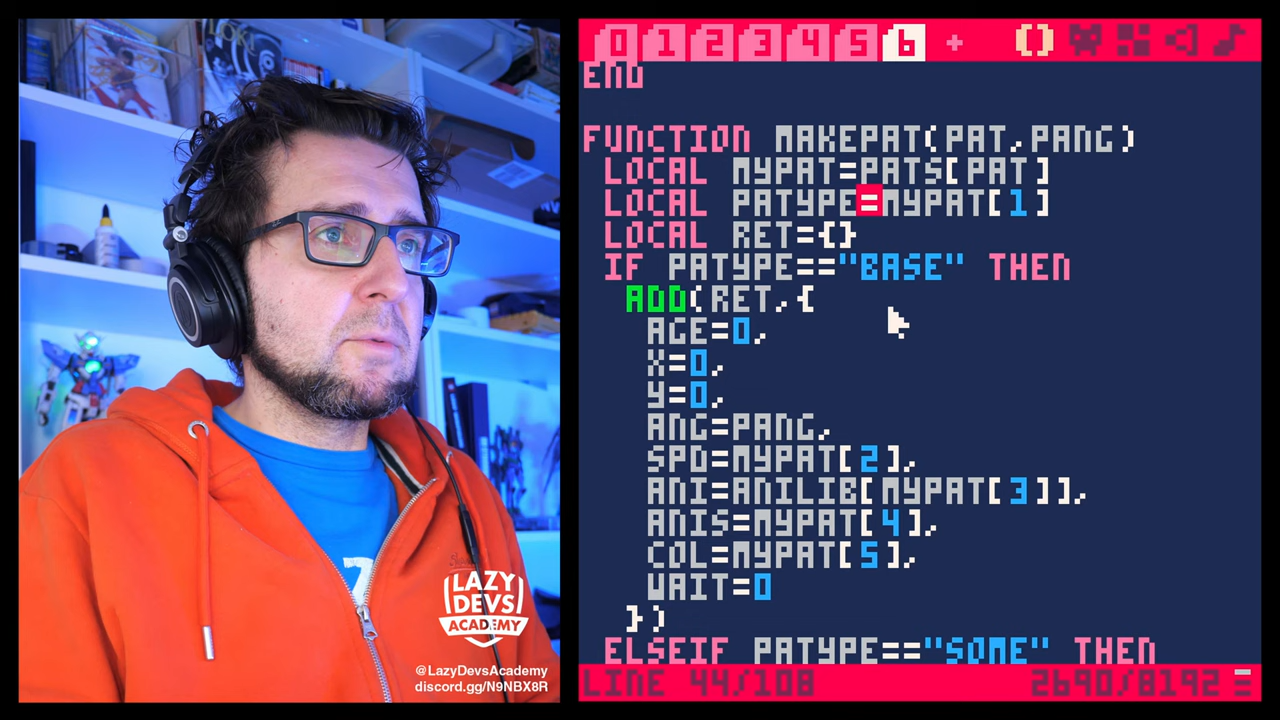 LOKI
LAZY
DEVS
ACADEMY
@LazyDevsAcademy
discord.gg/N9NBX8R
0 1 2 3 4 5 6 + ()
END
FUNCTION MAKEPAT(PAT,PANG)
LOCAL MYPAT=PATS[PAT]
LOCAL PATYPE=MYPAT[1]
LOCAL RET={}
IF PATYPE=="BASE" THEN
ADD(RET,{
AGE=0,
X=0,
Y=0,
ANG=PANG,
SPD=MYPAT[2],
ANI=ANILIB[MYPAT[3]],
ANIS=MYPAT[4],
COL=MYPAT[5],
WAIT=0
})
ELSEIF PATYPE=="SOME" THEN
LINE 44/108
2690/8192